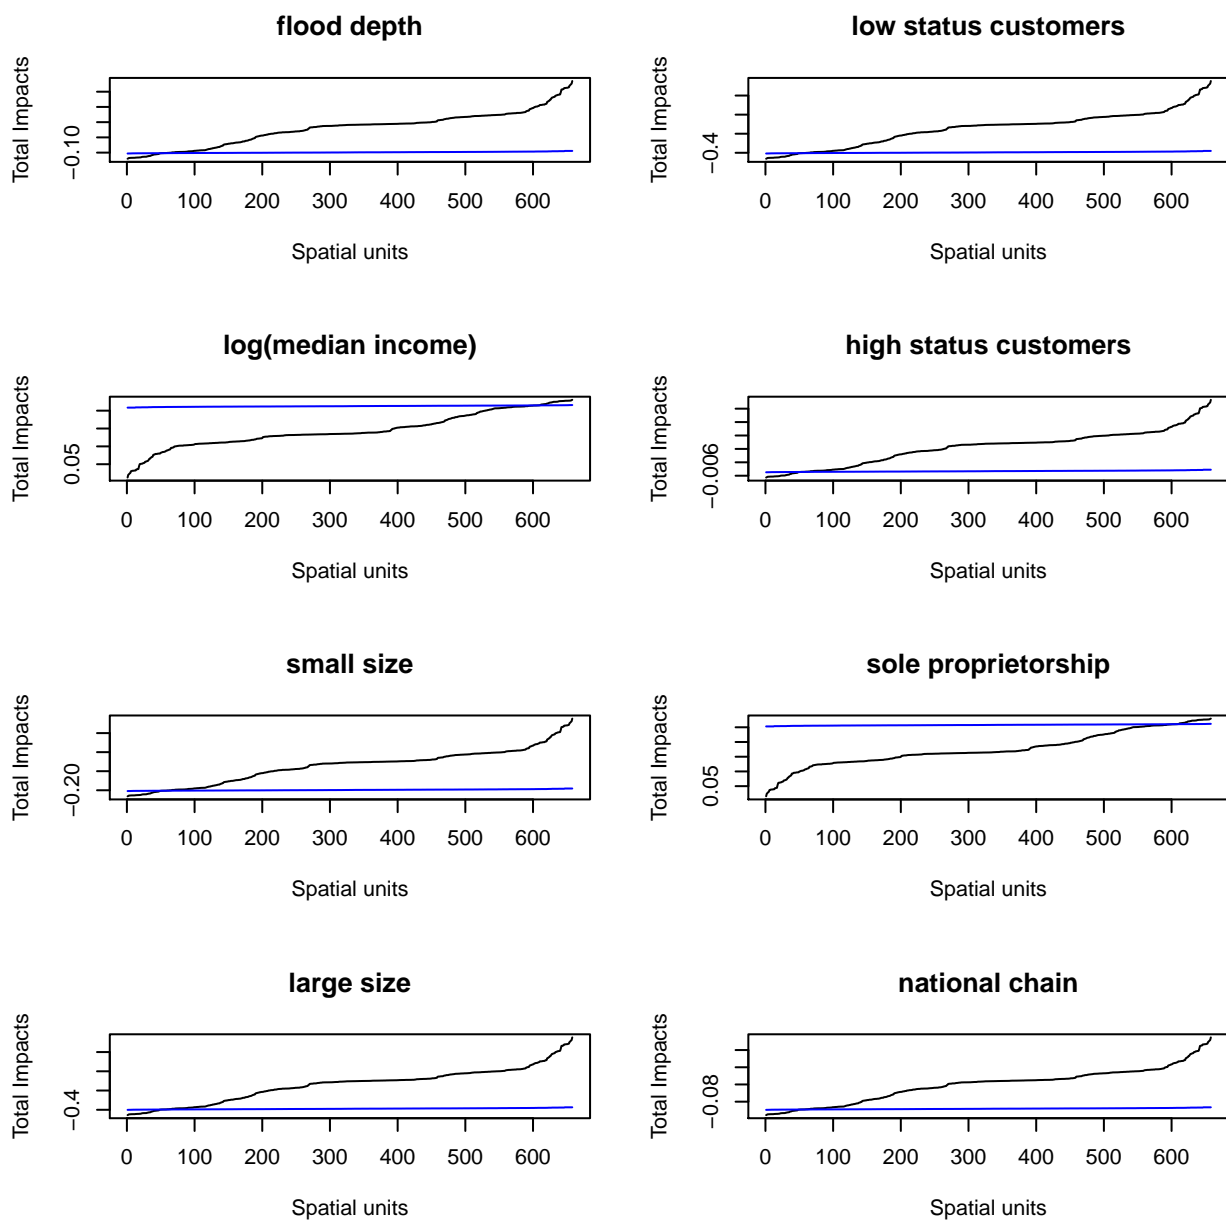 flood depth
Total Impacts
−0.10
0 100 200 300 400 500 600
Spatial units
low status customers
Total Impacts
−0.4
0 100 200 300 400 500 600
Spatial units
log(median income)
Total Impacts
0.05
0 100 200 300 400 500 600
Spatial units
high status customers
Total Impacts
−0.006
0 100 200 300 400 500 600
Spatial units
small size
Total Impacts
−0.20
0 100 200 300 400 500 600
Spatial units
sole proprietorship
Total Impacts
0.05
0 100 200 300 400 500 600
Spatial units
large size
Total Impacts
−0.4
0 100 200 300 400 500 600
Spatial units
national chain
Total Impacts
−0.08
0 100 200 300 400 500 600
Spatial units